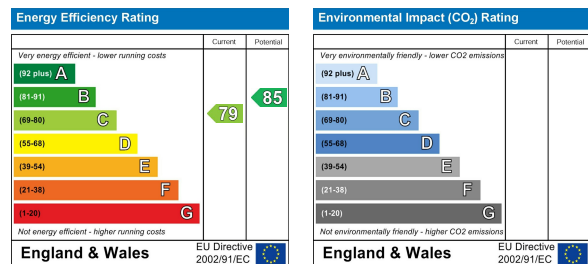 Energy Efficiency Rating
Current Potential
Very energy efficient - lower running costs
(92 plus) A
(81-91) B
(69-80) C
(55-68) D
(39-54) E
(21-38) F
(1-20) G
79
85
Not energy efficient - higher running costs
England & Wales
EU Directive
2002/91/EC
Environmental Impact (CO₂) Rating
Current Potential
Very environmentally friendly - lower CO2 emissions
(92 plus) A
(81-91) B
(69-80) C
(55-68) D
(39-54) E
(21-38) F
(1-20) G
Not environmentally friendly - higher CO2 emissions
England & Wales
EU Directive
2002/91/EC